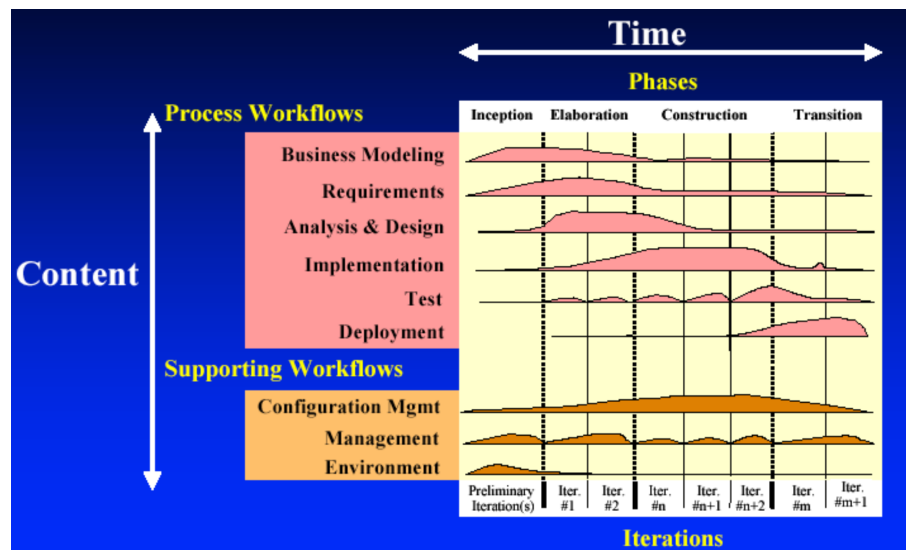 Time
Phases
Process Workflows
Inception Elaboration Construction Transition
Business Modeling
Requirements
Analysis & Design
Implementation
Content
Test
Deployment
Supporting Workflows
Configuration Mgmt
Management
Environment
Preliminary Iteration(s)
Iter. #1
Iter. #2
Iter. #n
Iter. #n+1
Iter. #n+2
Iter. #m
Iter. #m+1
Iterations